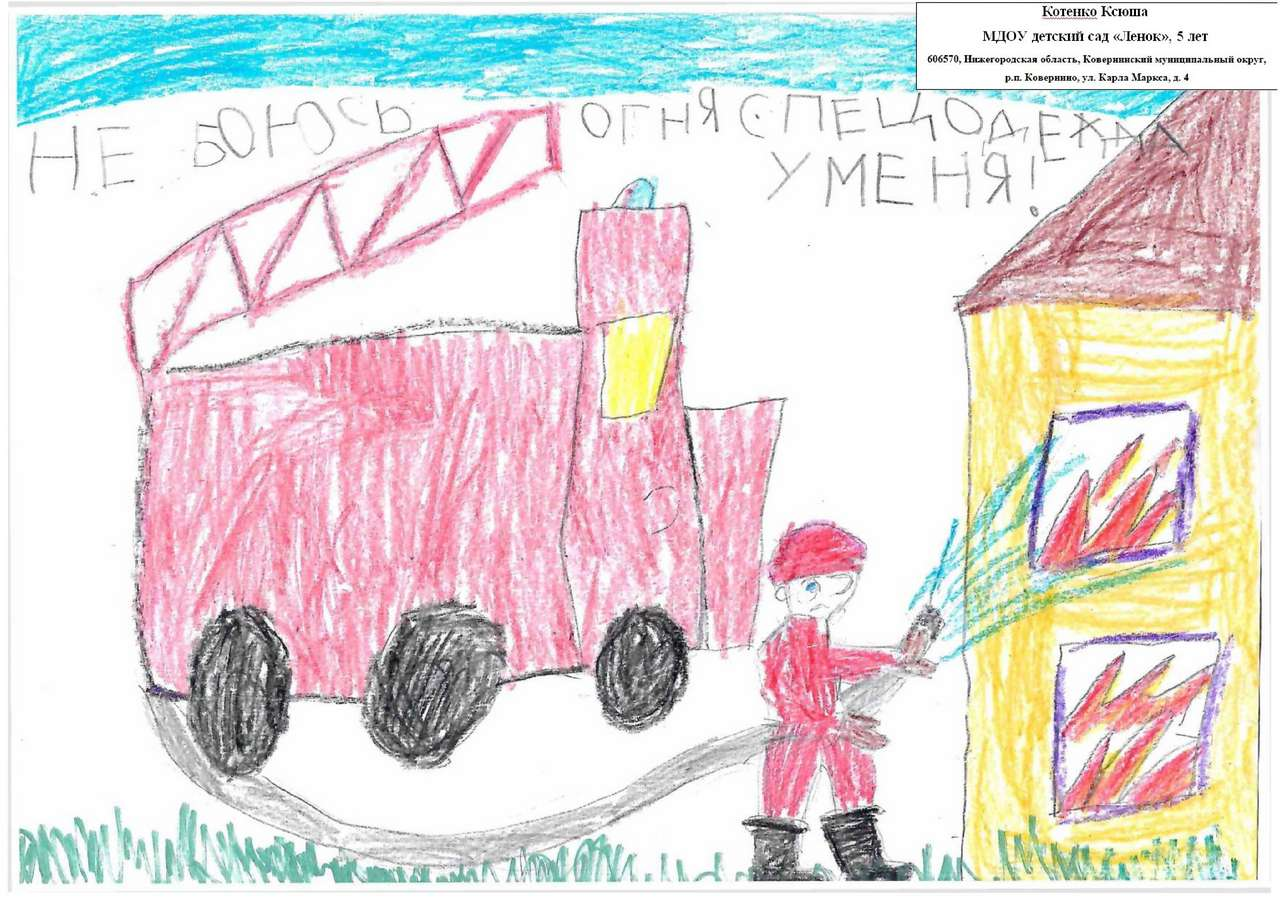 Котенко Ксюша
МДОУ детский сад «Ленок», 5 лет
606570, Нижегородская область, Ковернинский муниципальный округ,
р.п. Ковернино, ул. Карла Маркса, д. 4
НЕ БОЮСЬ ОГНЯ СПЕЦОДЕЖДА
У МЕНЯ!